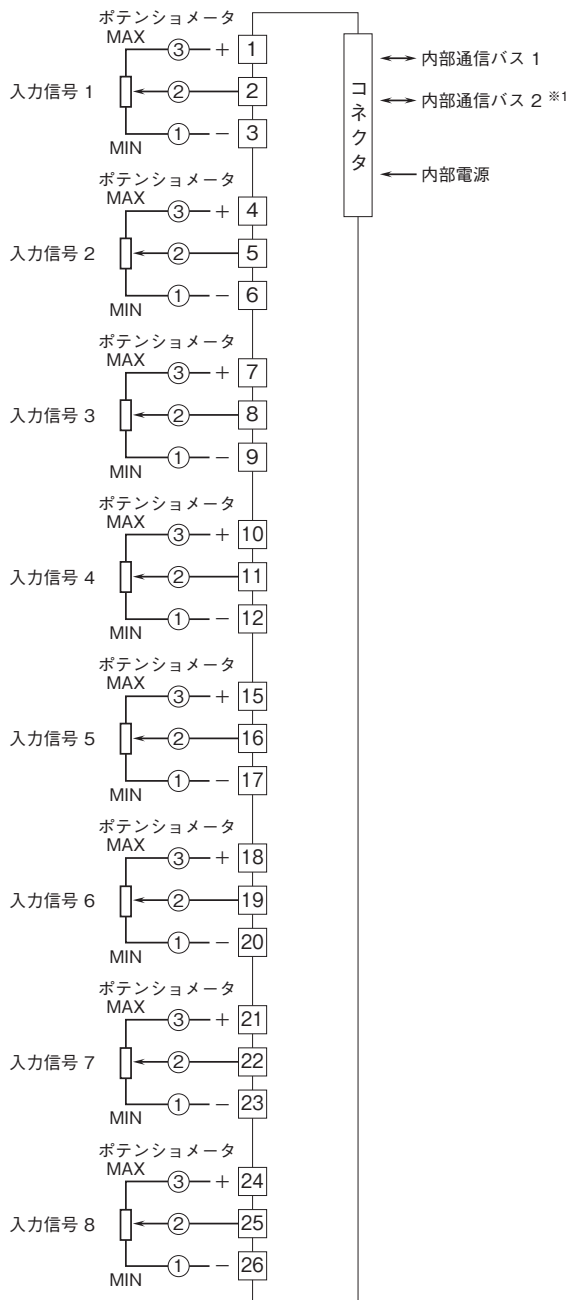 ポテンショメータ
MAX
入力信号 1
③ + 1
② 2
① − 3
MIN
ポテンショメータ
MAX
入力信号 2
③ + 4
② 5
① − 6
MIN
ポテンショメータ
MAX
入力信号 3
③ + 7
② 8
① − 9
MIN
ポテンショメータ
MAX
入力信号 4
③ + 10
② 11
① − 12
MIN
ポテンショメータ
MAX
入力信号 5
③ + 15
② 16
① − 17
MIN
ポテンショメータ
MAX
入力信号 6
③ + 18
② 19
① − 20
MIN
ポテンショメータ
MAX
入力信号 7
③ + 21
② 22
① − 23
MIN
ポテンショメータ
MAX
入力信号 8
③ + 24
② 25
① − 26
MIN
コネクタ
内部通信バス 1
内部通信バス 2 ※1
内部電源